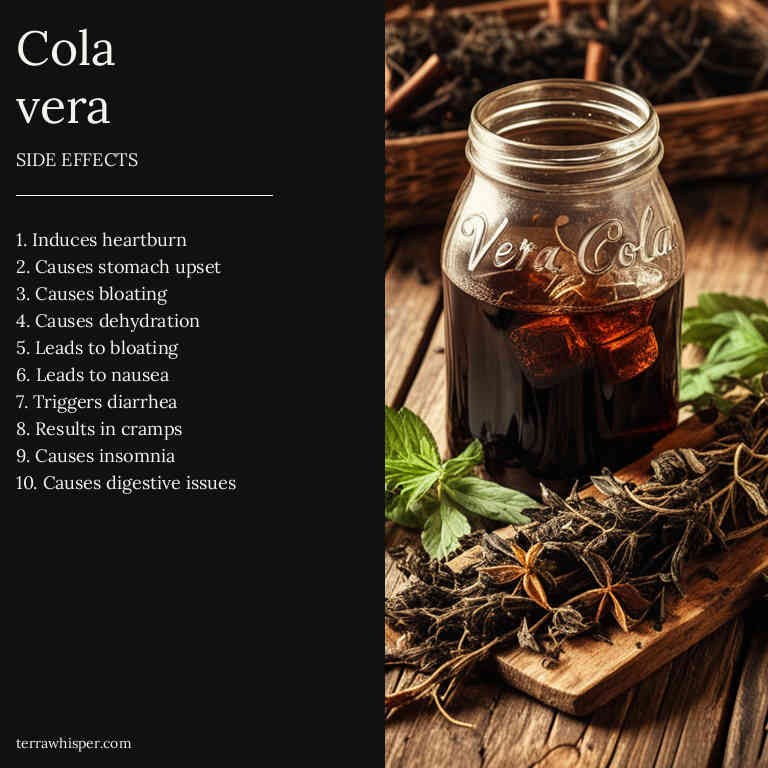 Cola
vera
SIDE EFFECTS
1. Induces heartburn
2. Causes stomach upset
3. Causes bloating
4. Causes dehydration
5. Leads to bloating
6. Leads to nausea
7. Triggers diarrhea
8. Results in cramps
9. Causes insomnia
10. Causes digestive issues
terrawhisper.com
Vera Cola